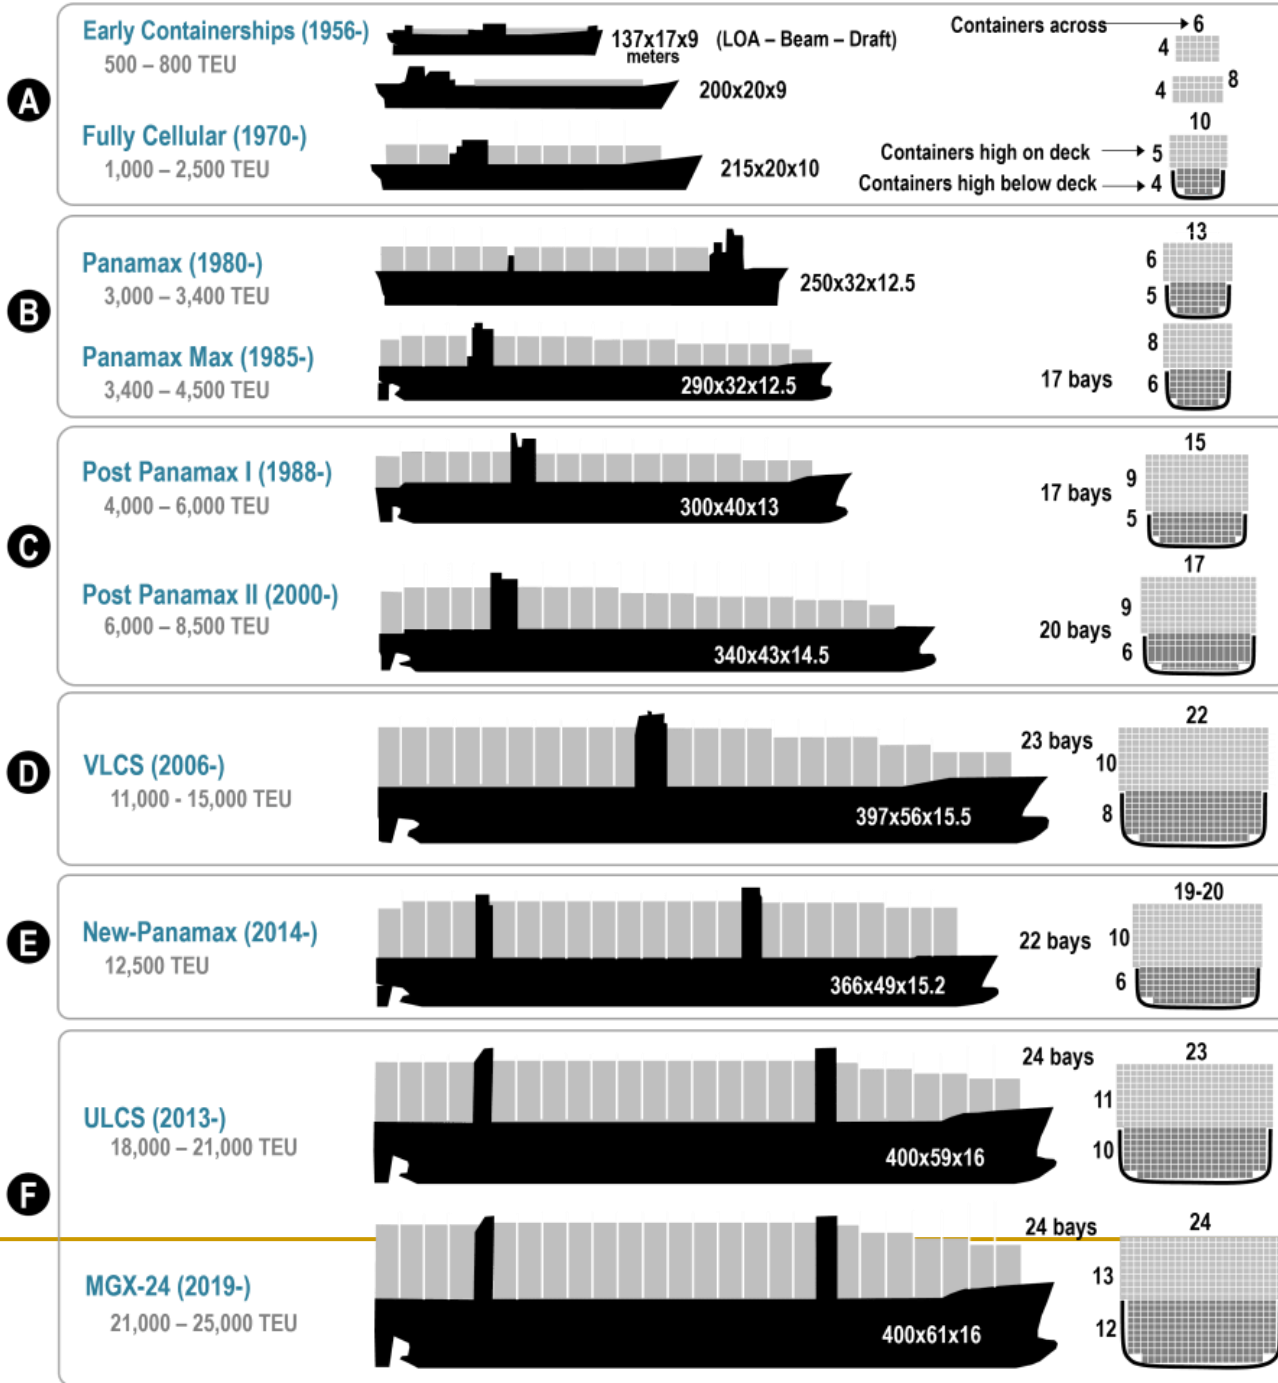 Early Containerships (1956-)
500 – 800 TEU
137x17x9 (LOA – Beam – Draft)
meters
Containers across
6
4
200x20x9
4
8
A
Fully Cellular (1970-)
1,000 – 2,500 TEU
215x20x10
10
Containers high on deck
5
Containers high below deck
4
B
Panamax (1980-)
3,000 – 3,400 TEU
250x32x12.5
13
6
5
Panamax Max (1985-)
3,400 – 4,500 TEU
290x32x12.5
17 bays
8
6
C
Post Panamax I (1988-)
4,000 – 6,000 TEU
300x40x13
17 bays
15
9
5
Post Panamax II (2000-)
6,000 – 8,500 TEU
340x43x14.5
20 bays
17
9
6
D
VLCS (2006-)
11,000 - 15,000 TEU
397x56x15.5
23 bays
22
10
8
E
New-Panamax (2014-)
12,500 TEU
366x49x15.2
22 bays
19-20
10
6
F
ULCS (2013-)
18,000 – 21,000 TEU
400x59x16
24 bays
23
11
10
MGX-24 (2019-)
21,000 – 25,000 TEU
400x61x16
24 bays
24
13
12